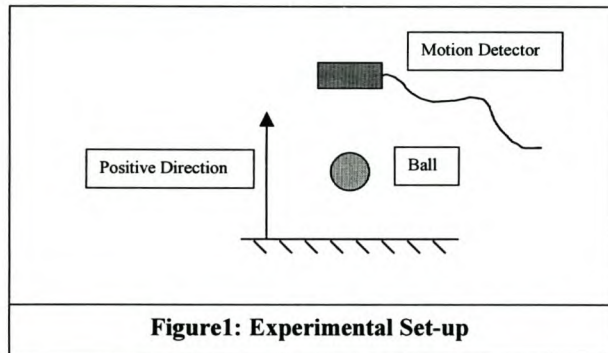 Motion Detector
Positive Direction
Ball
Figure1: Experimental Set-up